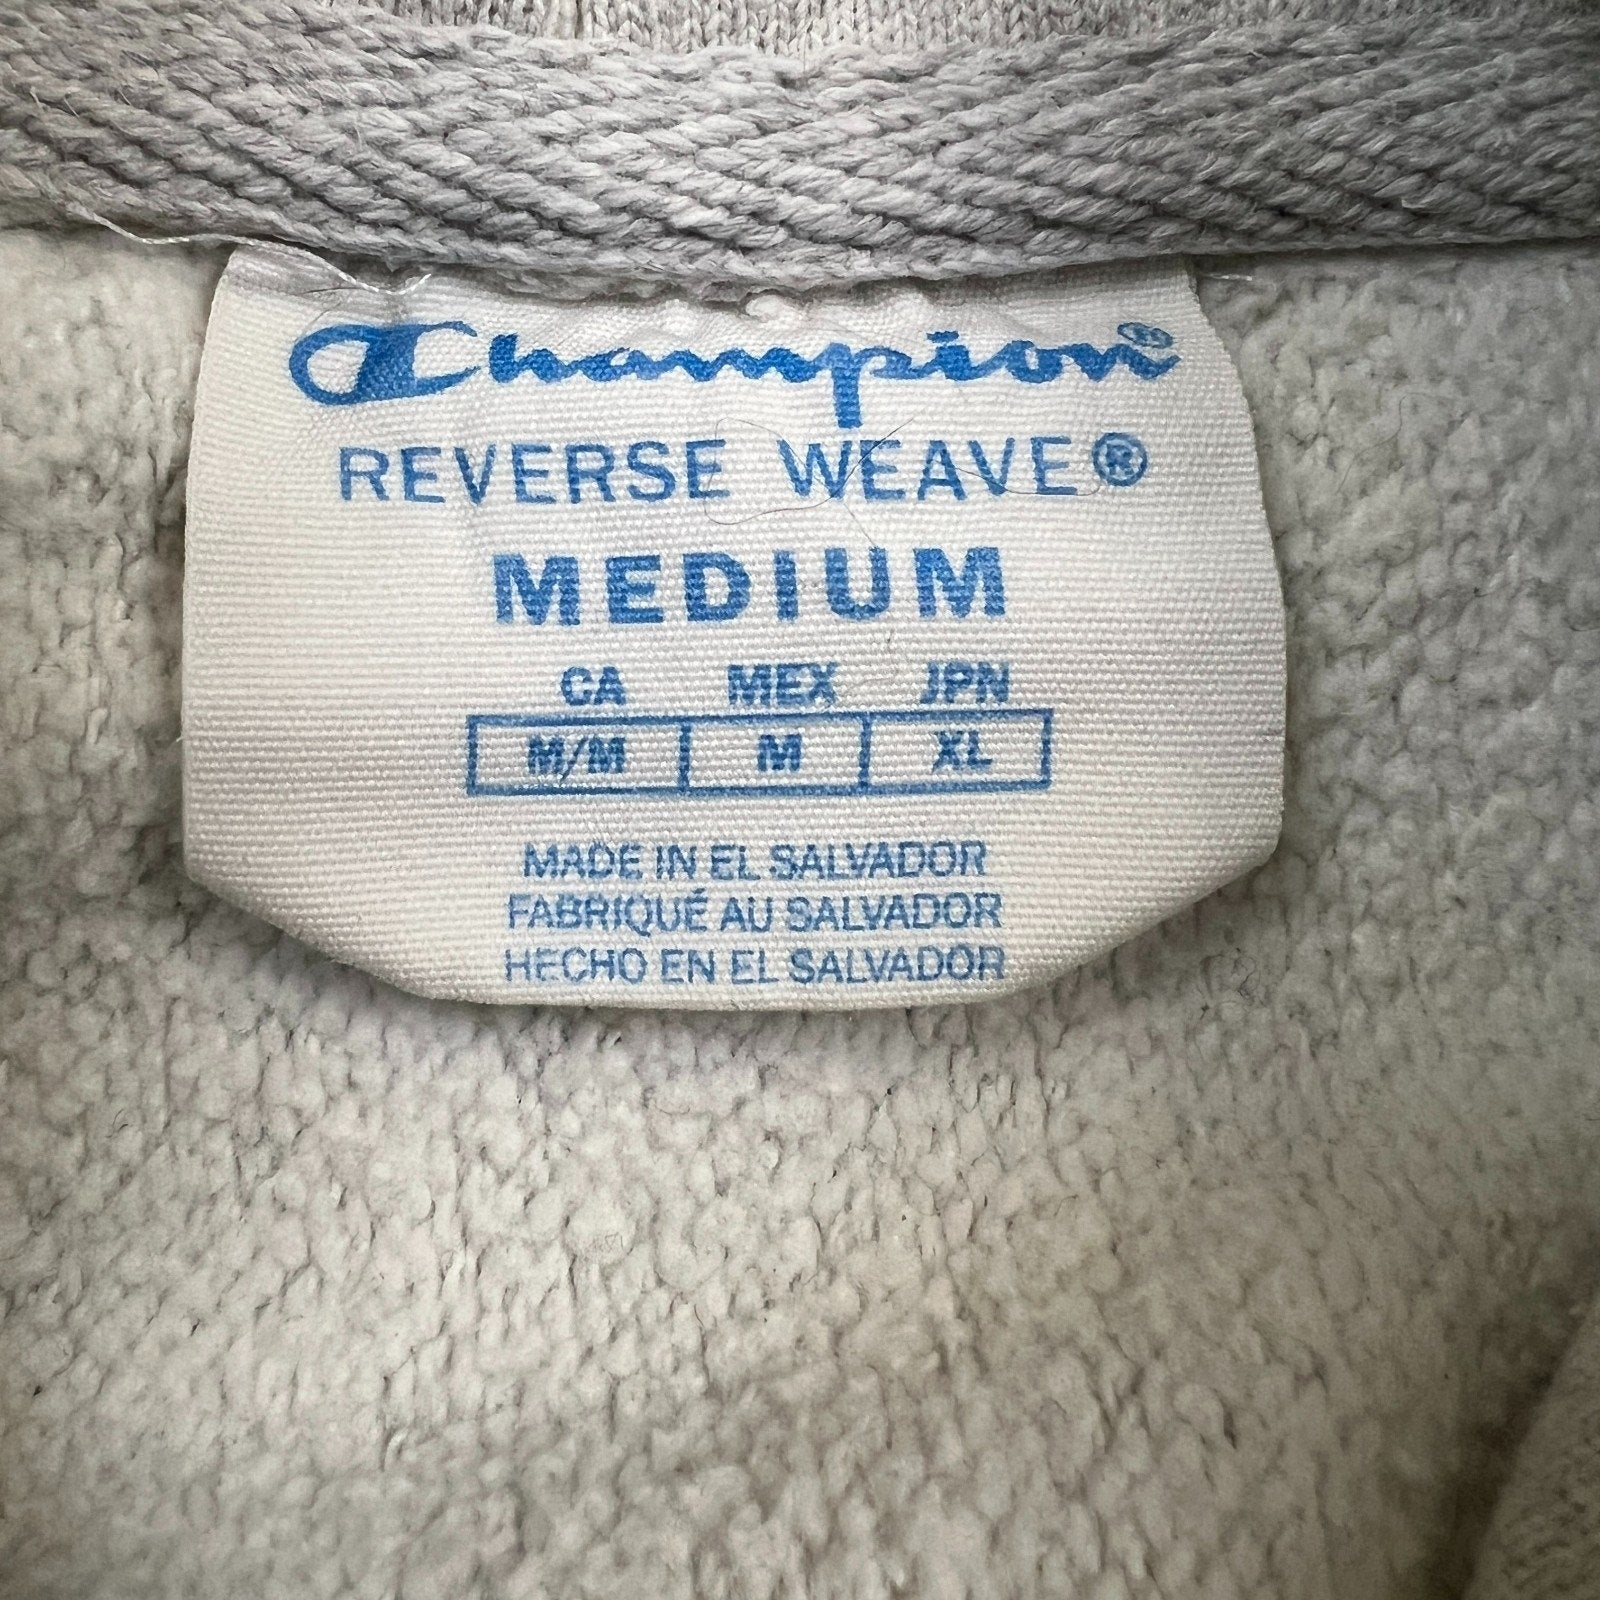 Champion®
REVERSE WEAVE®
MEDIUM
CA MEX JPN
M/M M XL
MADE IN EL SALVADOR
FABRIQUÉ AU SALVADOR
HECHO EN EL SALVADOR